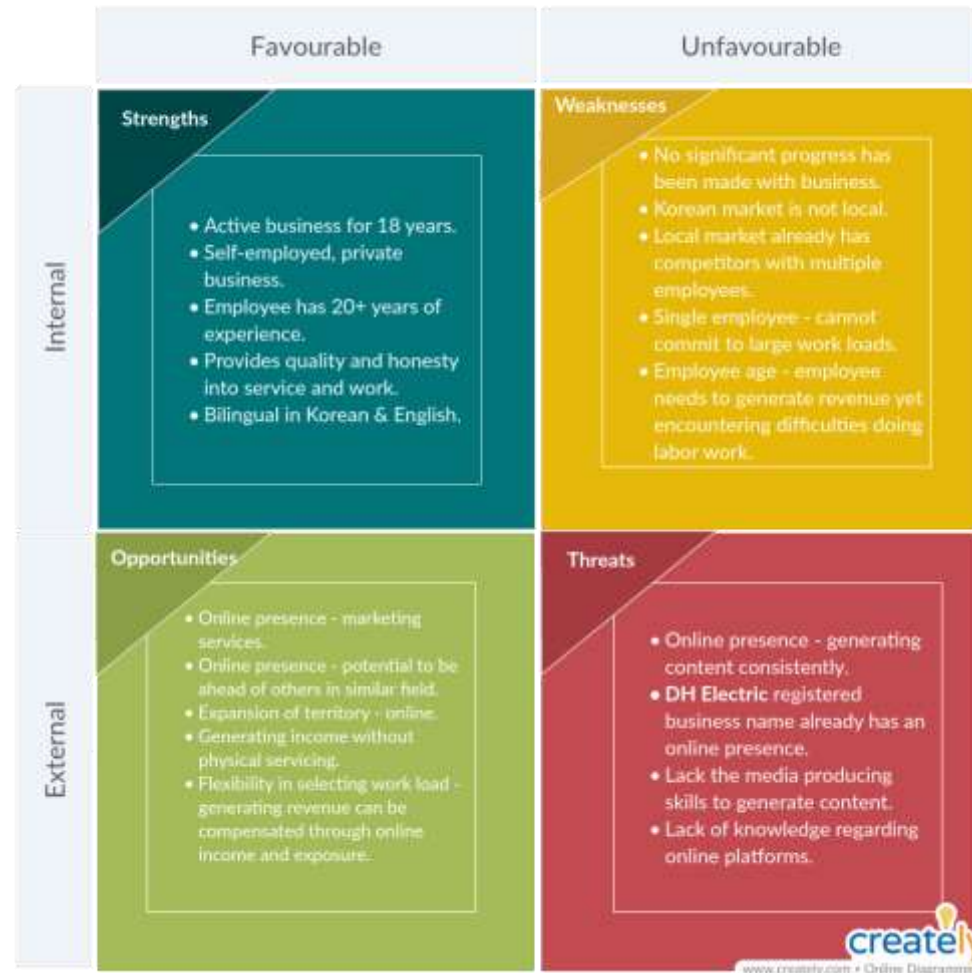 Favourable
Unfavourable
Internal
Strengths
• Active business for 18 years.
• Self-employed, private
business.
• Employee has 20+ years of
experience.
• Provides quality and honesty
into service and work.
• Bilingual in Korean & English.
Weaknesses
• No significant progress has
been made with business.
• Korean market is not local.
• Local market already has
competitors with multiple
employees.
• Single employee - cannot
commit to large work loads.
• Employee age - employee
needs to generate revenue yet
encountering difficulties doing
labor work.
External
Opportunities
• Online presence - marketing
services.
• Online presence - potential to be
ahead of others in similar field.
• Expansion of territory - online.
• Generating income without
physical servicing.
• Flexibility in selecting work load -
generating revenue can be
compensated through online
income and exposure.
Threats
• Online presence - generating
content consistently.
• DH Electric registered
business name already has an
online presence.
• Lack the media producing
skills to generate content.
• Lack of knowledge regarding
online platforms.
creately
www.creately.com • Online Diagramming